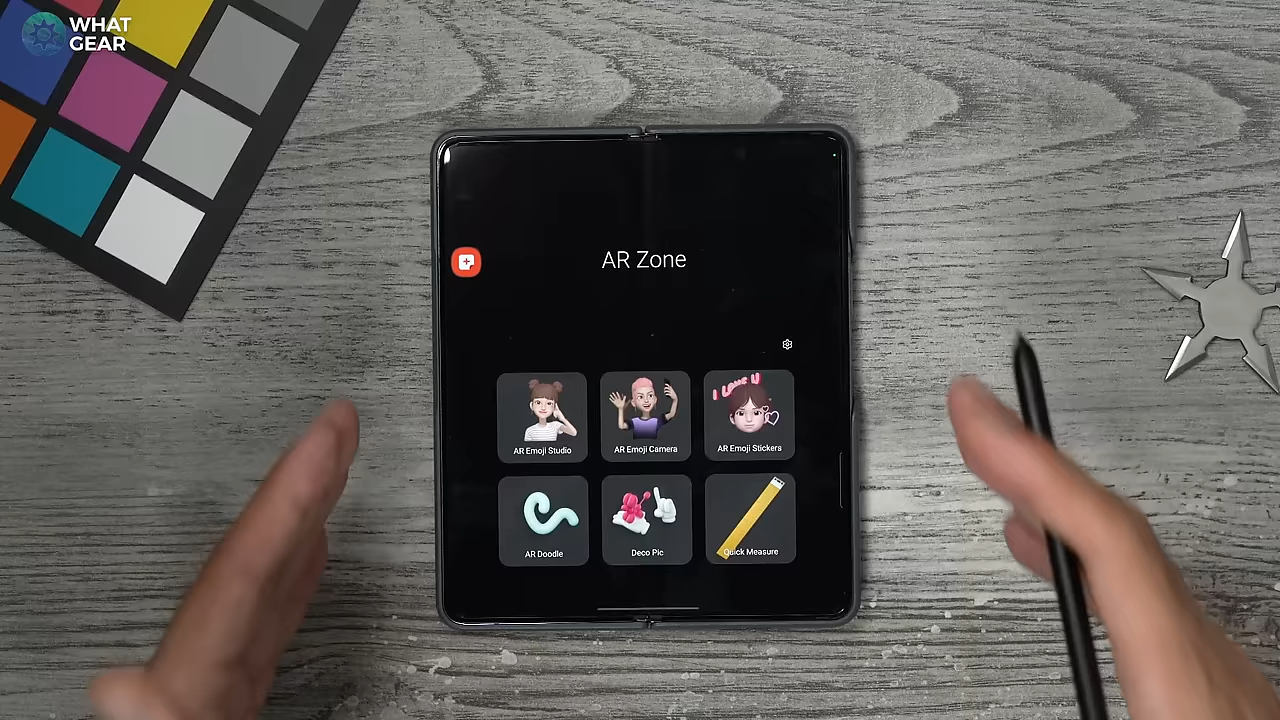 WHAT
GEAR
AR Zone
AR Emoji Studio
AR Emoji Camera
I LOVE U
AR Emoji Stickers
AR Doodle
Deco Pic
Quick Measure